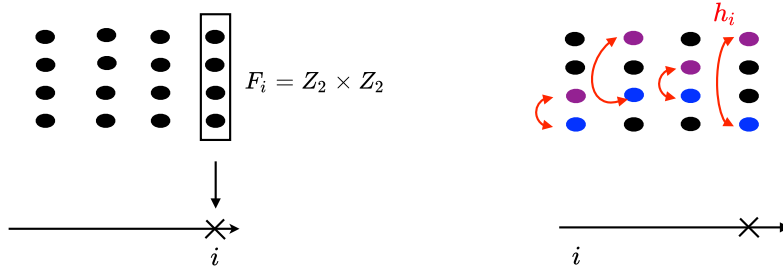 h_i
F_i = Z_2 × Z_2
i
i